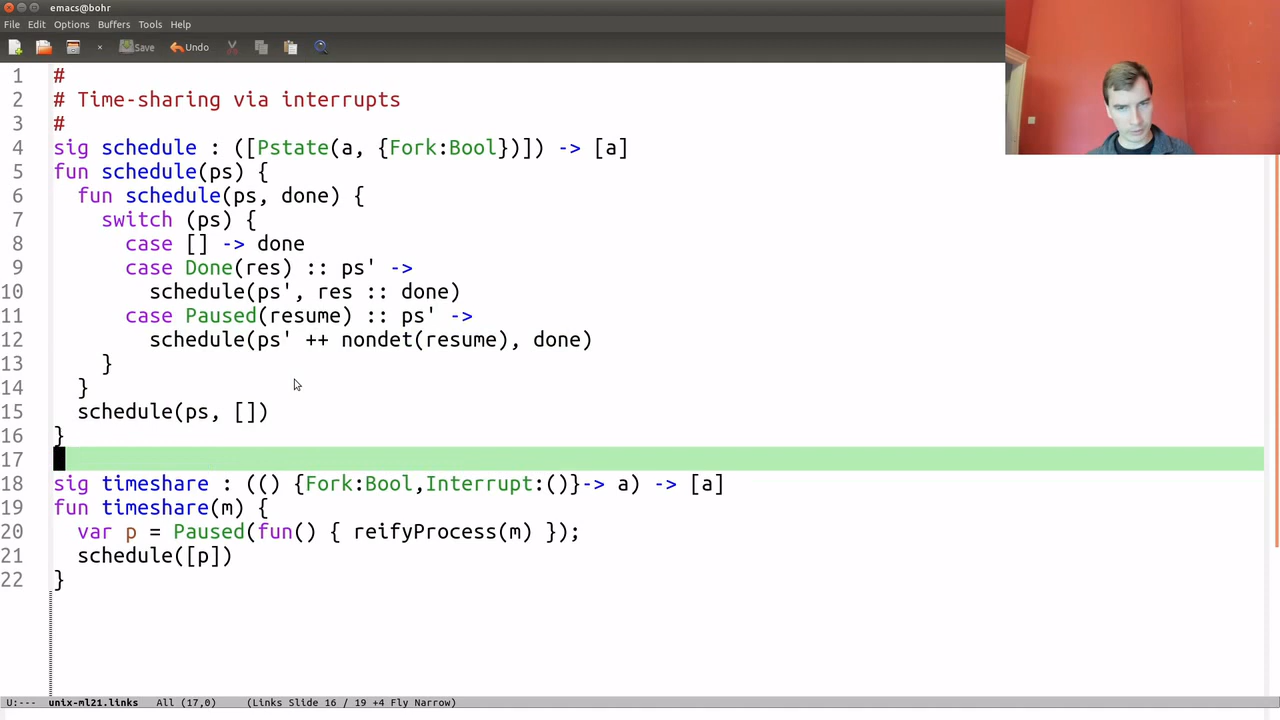 emacs@bohr
File Edit Options Buffers Tools Help
Save Undo
1 #
2 # Time-sharing via interrupts
3 #
4 sig schedule : ([Pstate(a, {Fork:Bool})]) -> [a]
5 fun schedule(ps) {
6   fun schedule(ps, done) {
7     switch (ps) {
8       case [] -> done
9       case Done(res) :: ps' ->
10         schedule(ps', res :: done)
11       case Paused(resume) :: ps' ->
12         schedule(ps' ++ nondet(resume), done)
13     }
14   }
15   schedule(ps, [])
16 }
17
18 sig timeshare : (() {Fork:Bool,Interrupt:()}-> a) -> [a]
19 fun timeshare(m) {
20   var p = Paused(fun() { reifyProcess(m) });
21   schedule([p])
22 }
U:--- unix-ml21.links All (17,0) (Links Slide 16 / 19 +4 Fly Narrow)